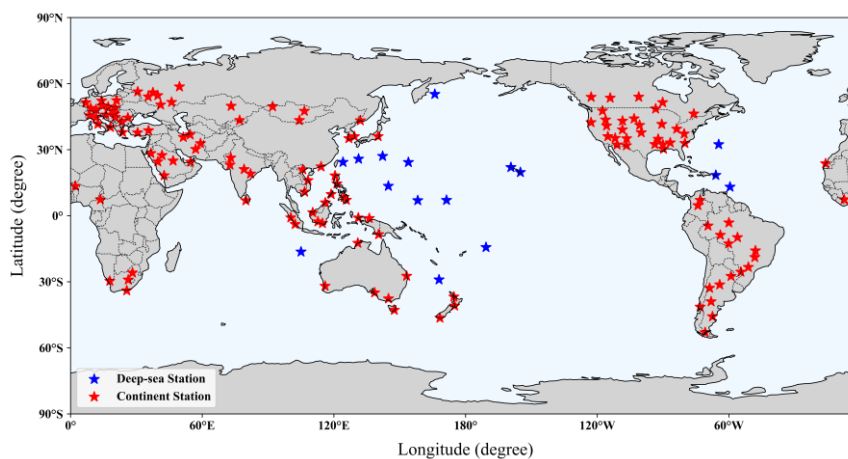 90°N
60°N
30°N
0°
30°S
60°S
90°S
Latitude (degree)
Deep-sea Station
Continent Station
0°
60°E
120°E
180°
120°W
60°W
Longitude (degree)